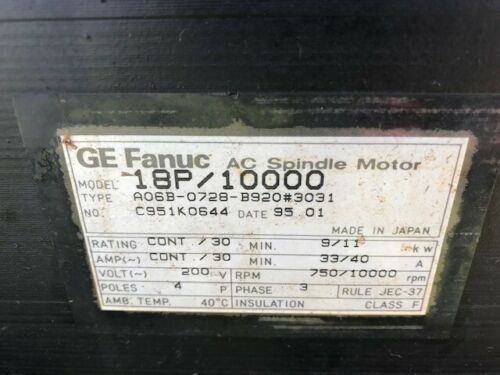 GE Fanuc AC Spindle Motor
MODEL 18P/10000
TYPE A06B-0728-B920#3031
NO. C951K0644 DATE 95.01
MADE IN JAPAN
RATING CONT./30 MIN. 9/11 kW
AMP(~) CONT./30 MIN. 33/40 A
VOLT(~) 200 V RPM 750/10000 rpm
POLES 4 P PHASE 3 RULE JEC-37
AMB. TEMP. 40°C INSULATION CLASS F